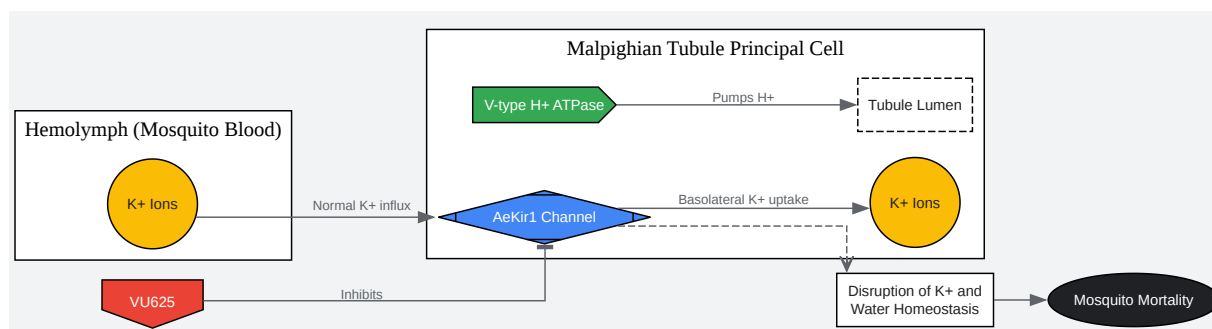 Malpighian Tubule Principal Cell
V-type H+ ATPase
Pumps H+
Tubule Lumen
Hemolymph (Mosquito Blood)
K+ Ions
Normal K+ influx
AeKir1 Channel
Basolateral K+ uptake
K+ Ions
VU625
Inhibits
Disruption of K+ and
Water Homeostasis
Mosquito Mortality